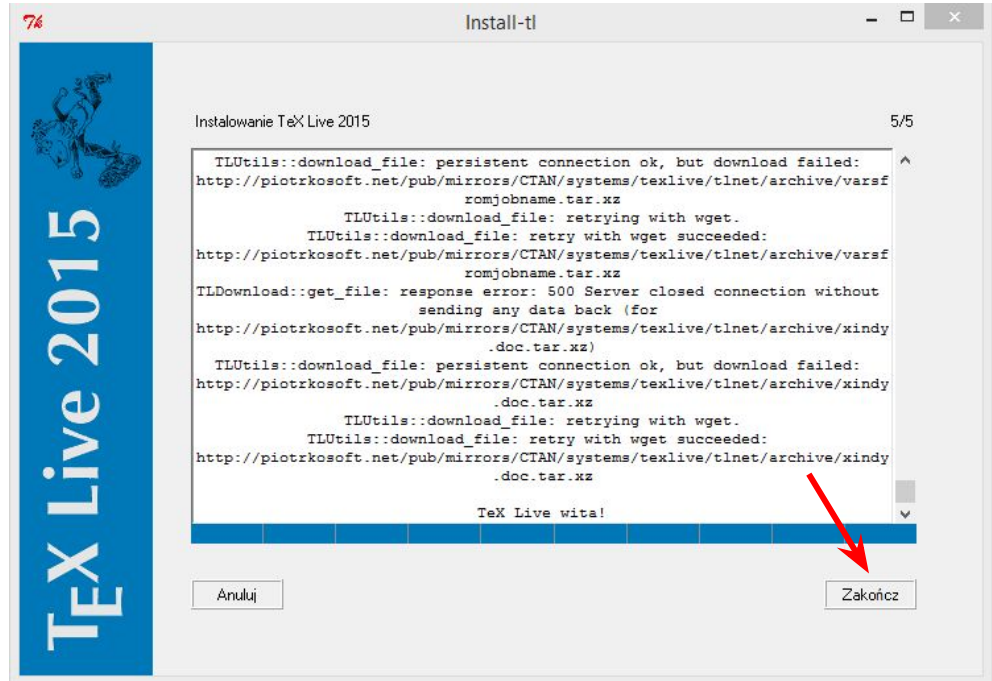 Install-tl
TeX Live 2015
Instalowanie TeX Live 2015
5/5
TLUtils::download_file: persistent connection ok, but download failed:
http://piotrkosoft.net/pub/mirrors/CTAN/systems/texlive/tlnet/archive/varsf
romjobname.tar.xz
TLUtils::download_file: retrying with wget.
TLUtils::download_file: retry with wget succeeded:
http://piotrkosoft.net/pub/mirrors/CTAN/systems/texlive/tlnet/archive/varsf
romjobname.tar.xz
TLDownload::get_file: response error: 500 Server closed connection without
sending any data back (for
http://piotrkosoft.net/pub/mirrors/CTAN/systems/texlive/tlnet/archive/xindy
.doc.tar.xz)
TLUtils::download_file: persistent connection ok, but download failed:
http://piotrkosoft.net/pub/mirrors/CTAN/systems/texlive/tlnet/archive/xindy
.doc.tar.xz
TLUtils::download_file: retrying with wget.
TLUtils::download_file: retry with wget succeeded:
http://piotrkosoft.net/pub/mirrors/CTAN/systems/texlive/tlnet/archive/xindy
.doc.tar.xz
TeX Live wita!
Anuluj
Zakończ